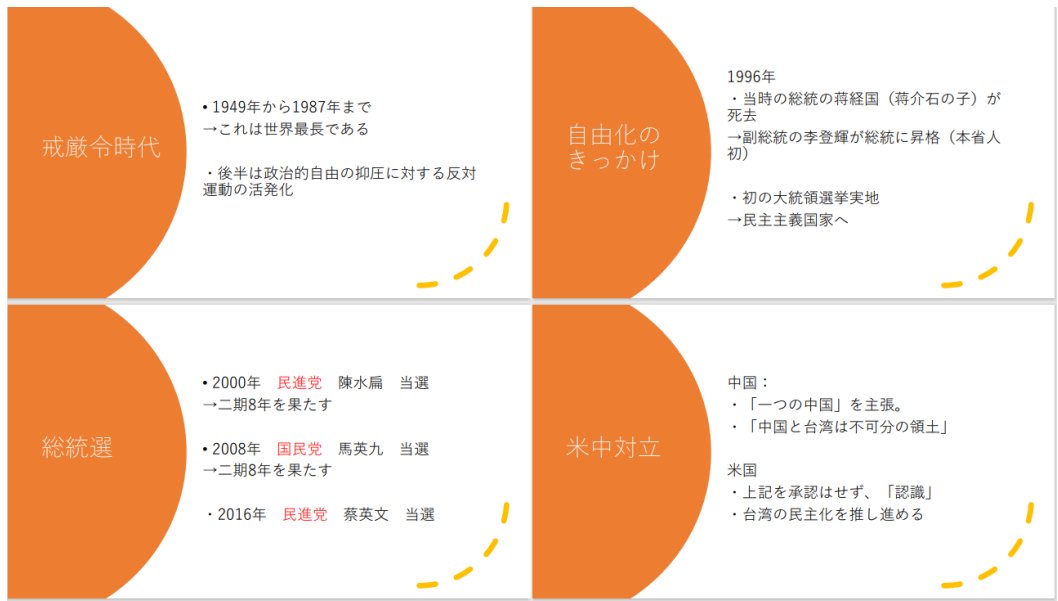 戒厳令時代
• 1949年から1987年まで
→これは世界最長である
・後半は政治的自由の抑圧に対する反対
運動の活発化
自由化の
きっかけ
1996年
・当時の総統の蒋経国（蒋介石の子）が
死去
→副総統の李登輝が総統に昇格（本省人
初）
・初の大統領選挙実地
→民主主義国家へ
総統選
• 2000年　民進党　陳水扁　当選
→二期8年を果たす
• 2008年　国民党　馬英九　当選
→二期8年を果たす
・2016年　民進党　蔡英文　当選
米中対立
中国：
・「一つの中国」を主張。
・「中国と台湾は不可分の領土」
米国
・上記を承認はせず、「認識」
・台湾の民主化を推し進める